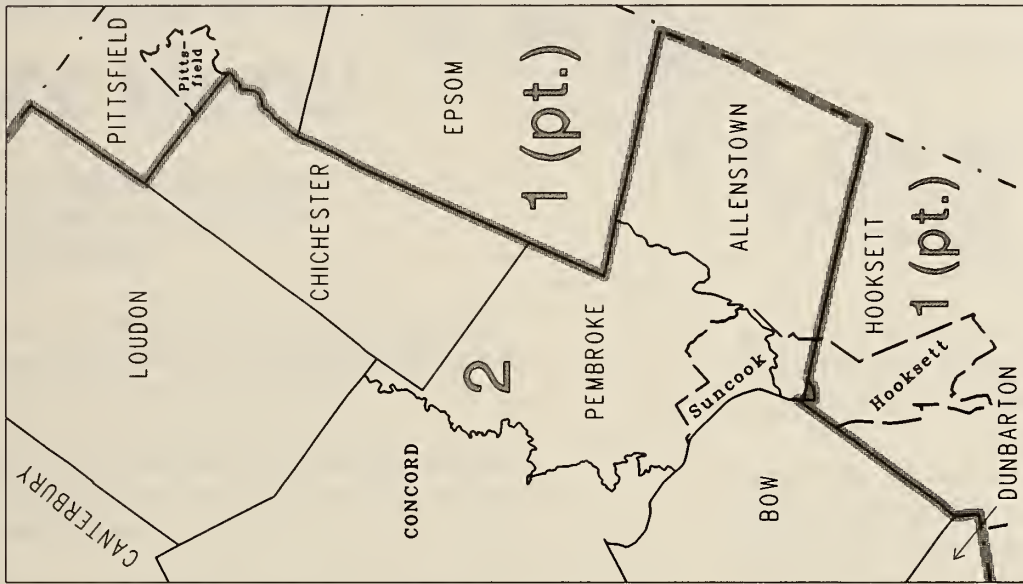 PITTSFIELD
Pitts-
field
LOUDON
CHICHESTER
EPSOM
1 (pt.)
CANTERBURY
CONCORD
2
PEMBROKE
ALLENSTOWN
Suncook
HOOKSETT
1 (pt.)
Hooksett
BOW
DUNBARTON